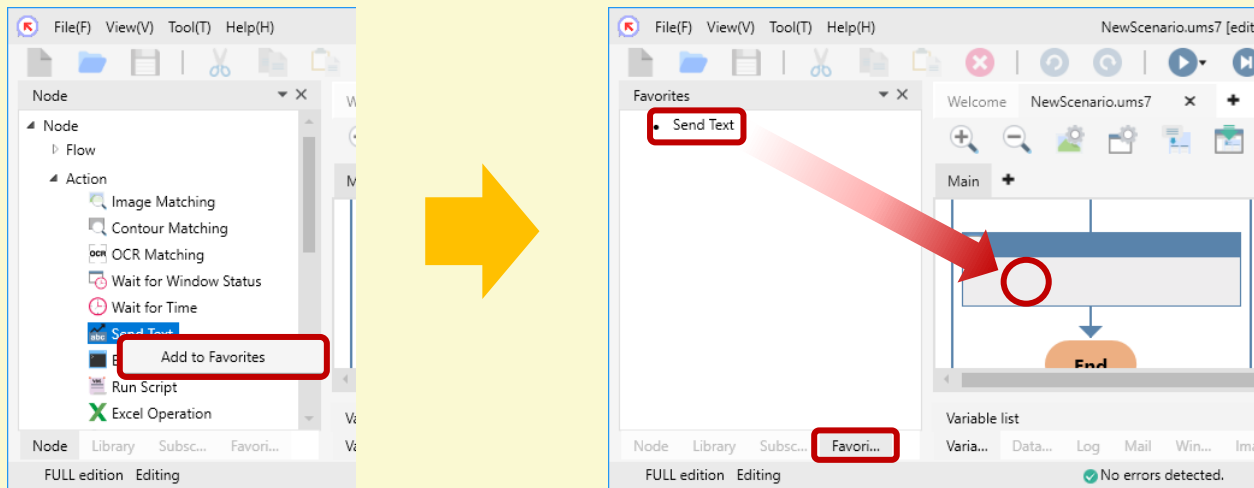 File(F) View(V) Tool(T) Help(H)
Node
Node
Flow
Action
Image Matching
Contour Matching
OCR OCR Matching
Wait for Window Status
Wait for Time
abc Send Text
Add to Favorites
Run Script
Excel Operation
Node Library Subsc... Favori...
FULL edition Editing
File(F) View(V) Tool(T) Help(H) NewScenario.ums7 [edit
Favorites
Send Text
Welcome NewScenario.ums7
Main
End
Variable list
Node Library Subsc... Favori... Varia... Data... Log Mail Win... Ima
FULL edition Editing No errors detected.